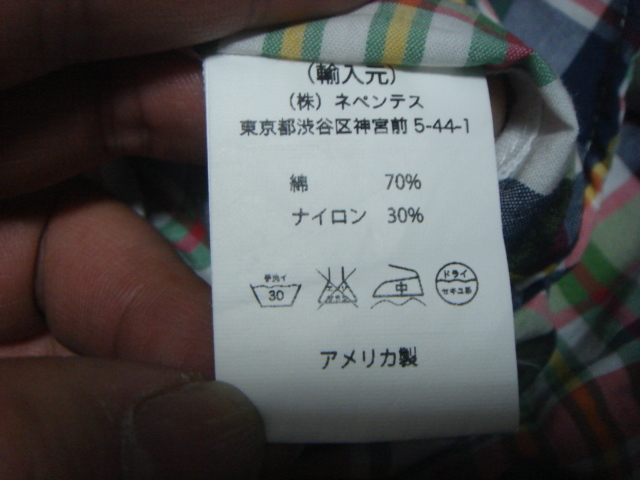 (輸入元)
(株) ネペンテス
東京都渋谷区神宮前 5-44-1
綿 70%
ナイロン 30%
手洗イ
30
中
ドライ
セキユ系
アメリカ製